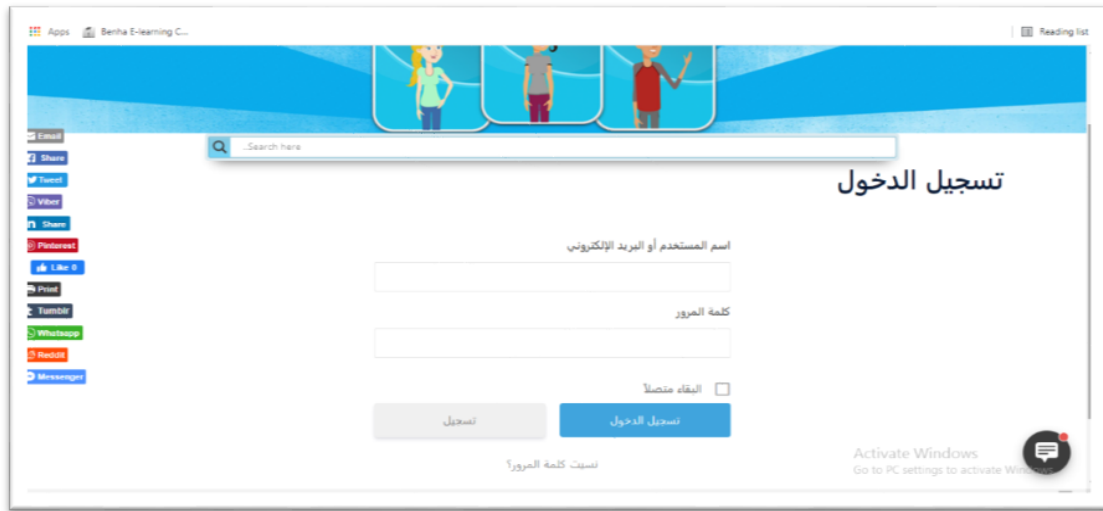 Apps Benha E-learning C... Reading list
..Search here
تسجيل الدخول
Email
Share
Tweet
Viber
Share
Pinterest
Like 0
Print
Tumblr
Whatsapp
Reddit
Messenger
اسم المستخدم أو البريد الإلكتروني
كلمة المرور
البقاء متصلاً
تسجيل الدخول
تسجيل
نسيت كلمة المرور؟
Activate Windows
Go to PC settings to activate Windows.